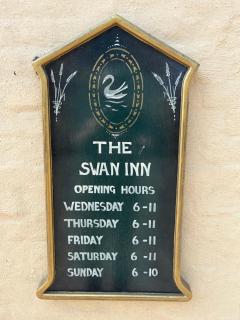 THE
SWAN INN
OPENING HOURS
WEDNESDAY 6-11
THURSDAY 6-11
FRIDAY 6-11
SATURDAY 6-11
SUNDAY 6-10